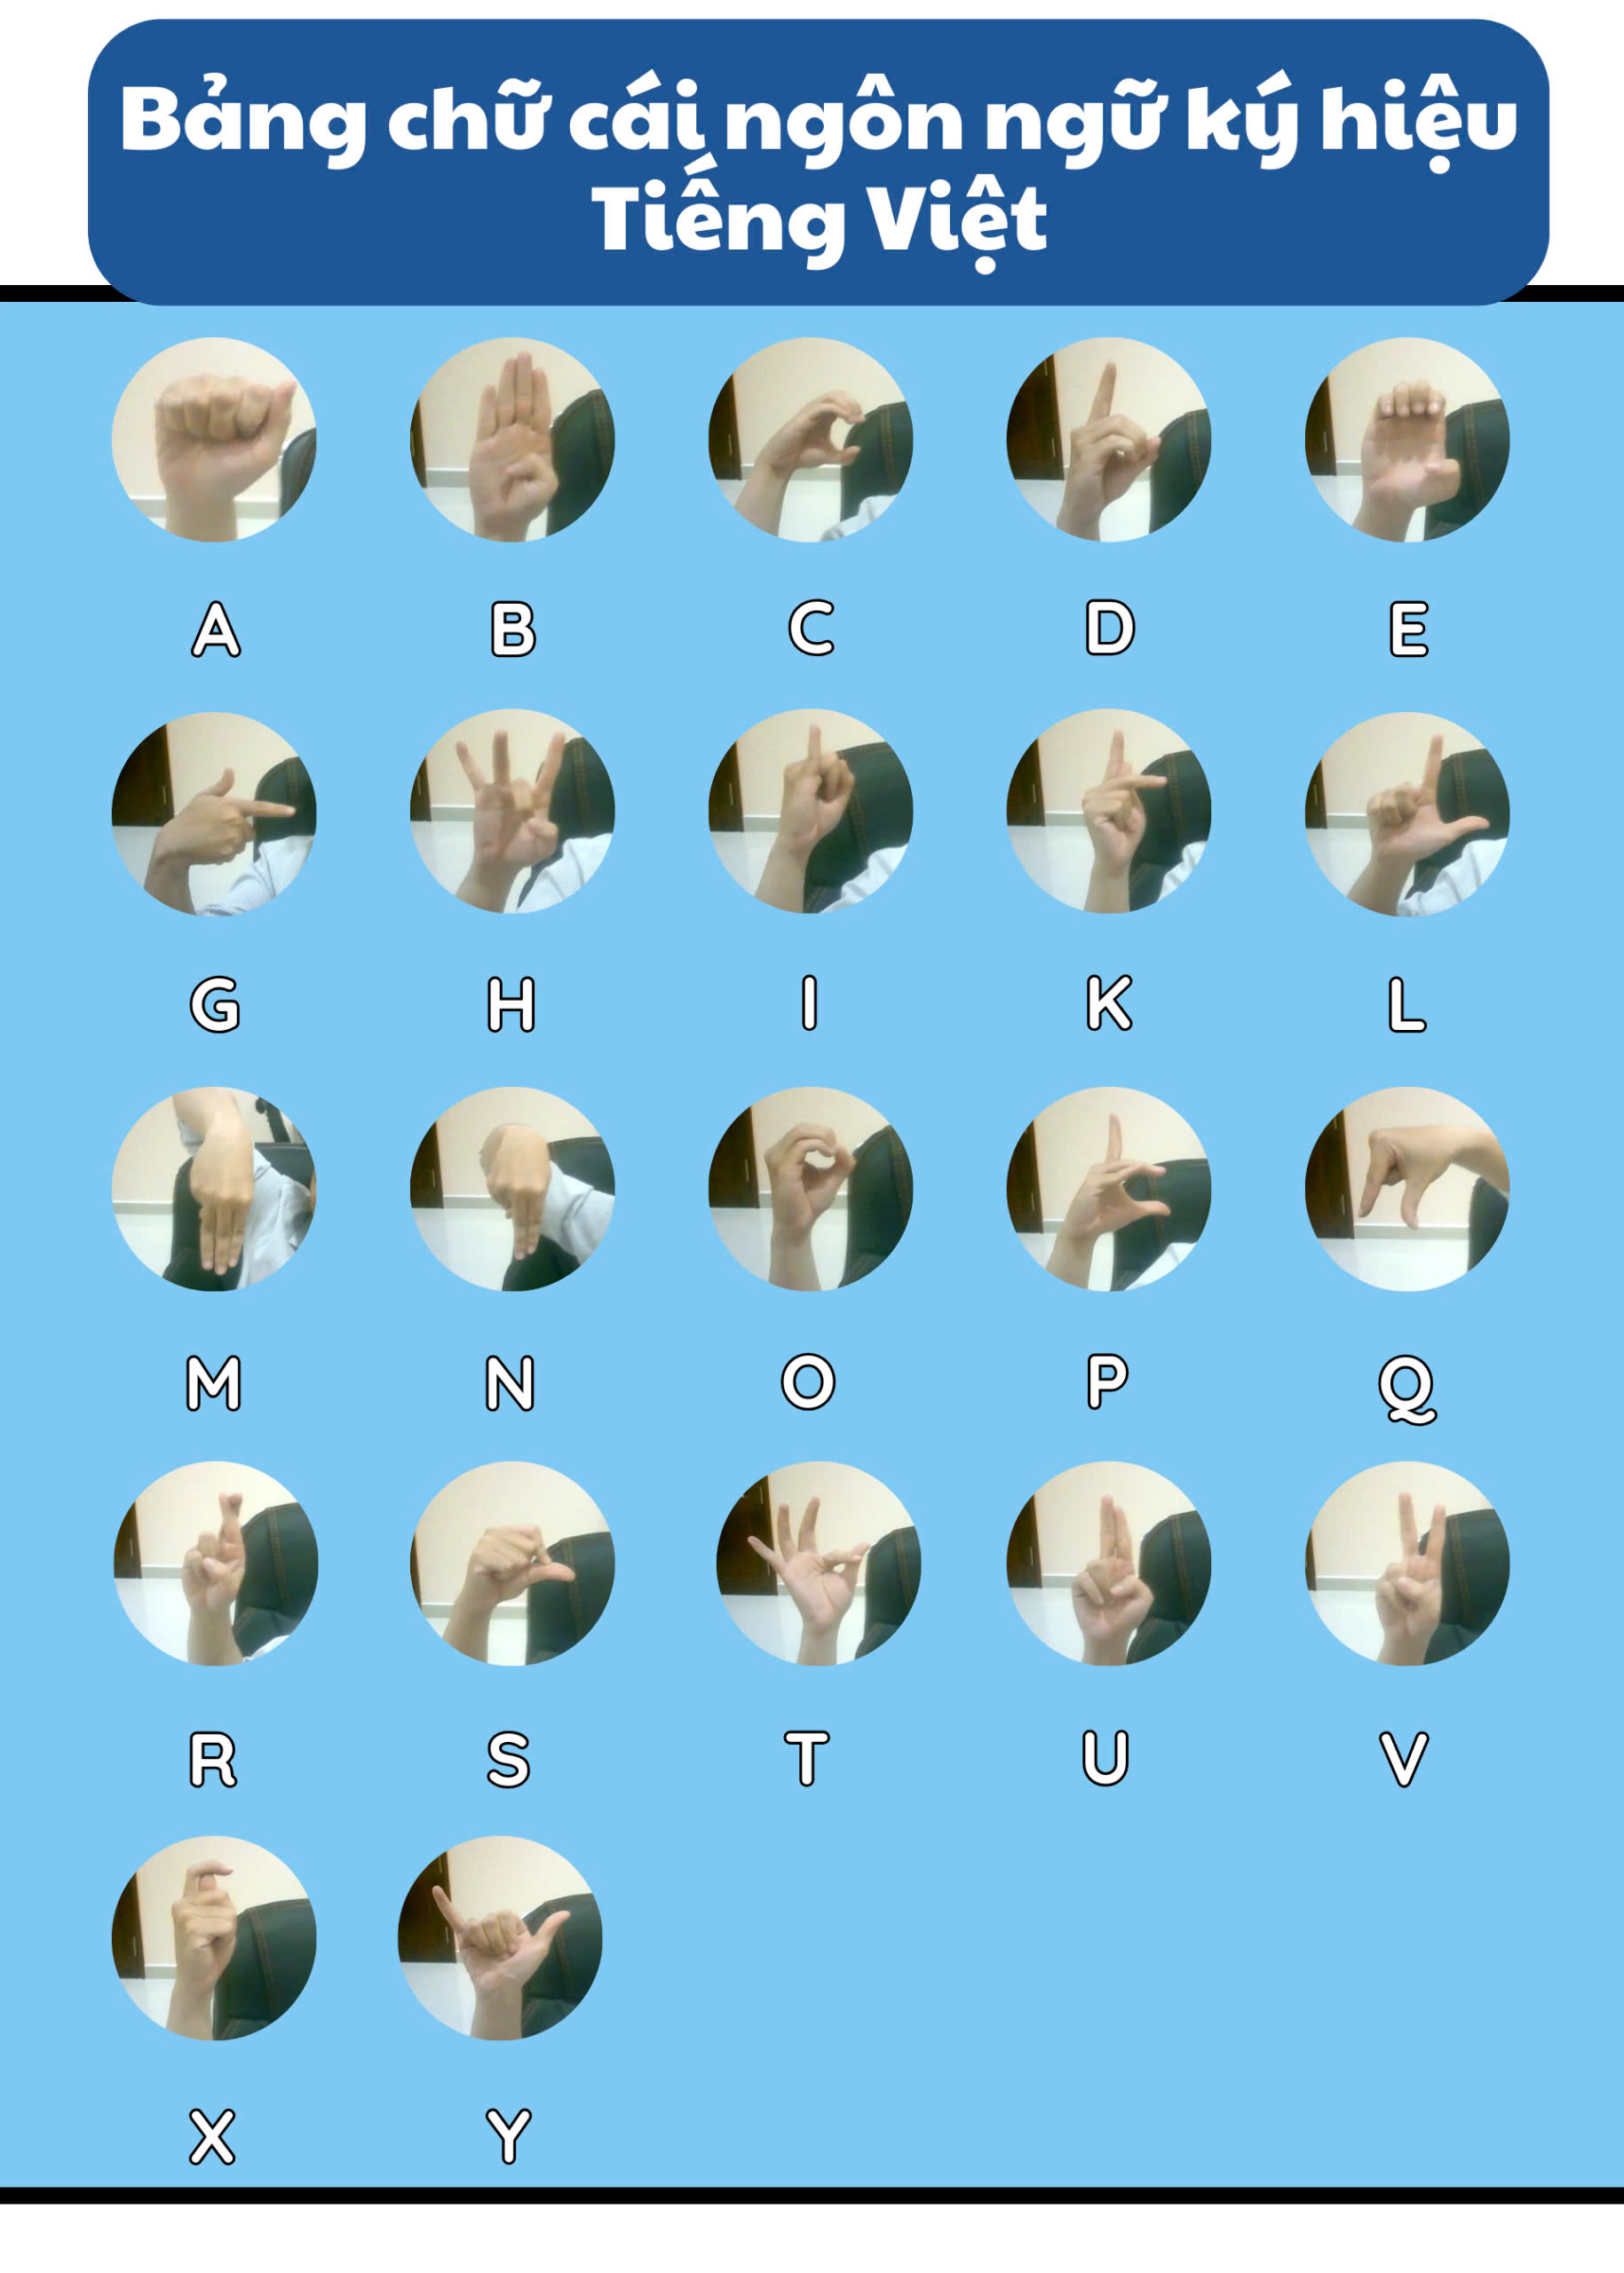 Bảng chữ cái ngôn ngữ ký hiệu
Tiếng Việt
A B C D E
G H I K L
M N O P Q
R S T U V
X Y